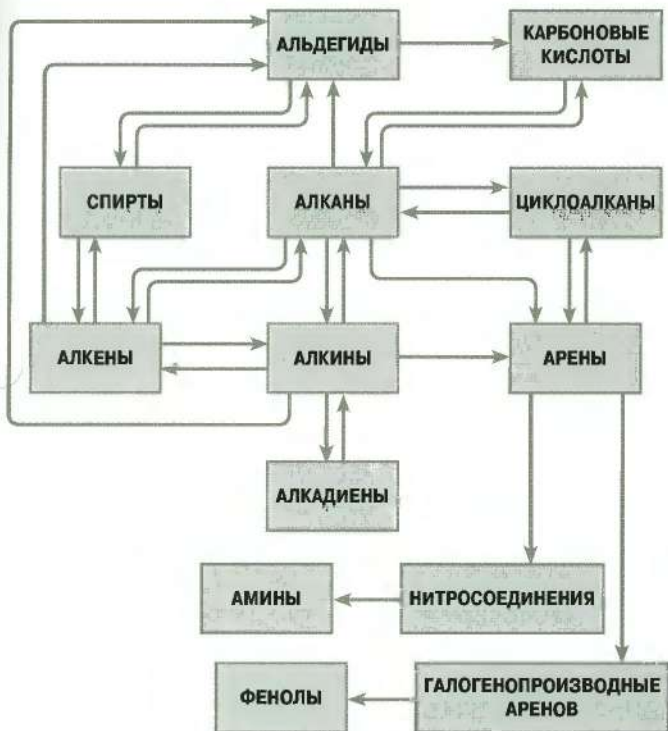 АЛЬДЕГИДЫ
КАРБОНОВЫЕ
КИСЛОТЫ
СПИРТЫ
АЛКАНЫ
ЦИКЛОАЛКАНЫ
АЛКЕНЫ
АЛКИНЫ
АРЕНЫ
АЛКАДИЕНЫ
АМИНЫ
НИТРОСОЕДИНЕНИЯ
ФЕНОЛЫ
ГАЛОГЕНОПРОИЗВОДНЫЕ
АРЕНОВ